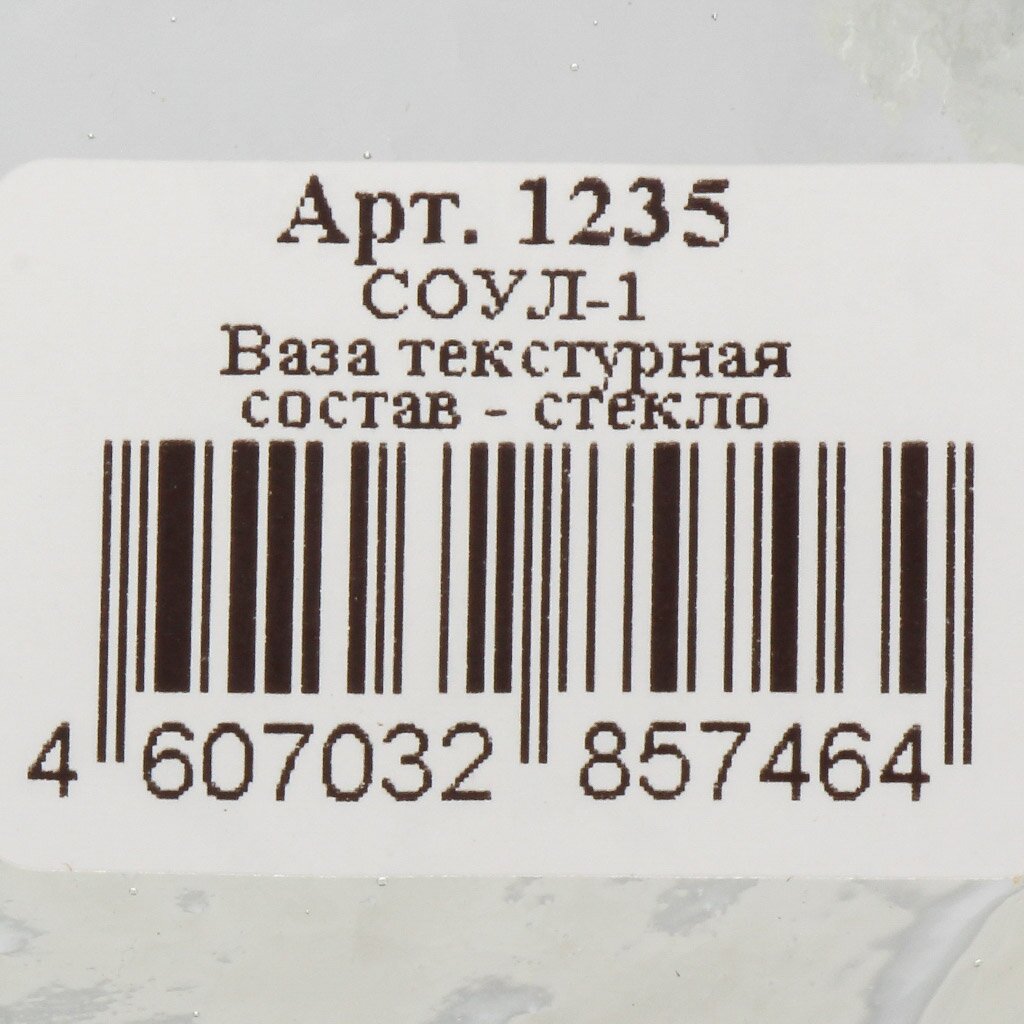 Арт. 1235
СОУЛ-1
Ваза текстурная
состав - стекло
4 607032 857464